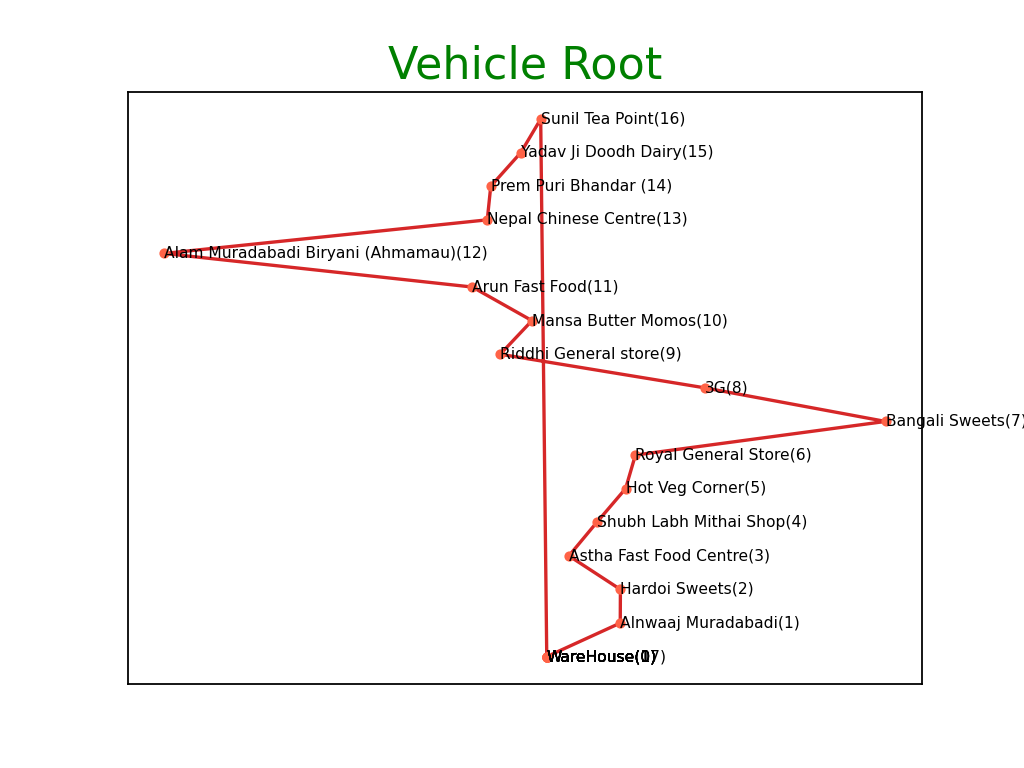 Vehicle Root
Sunil Tea Point(16)
Yadav Ji Doodh Dairy(15)
Prem Puri Bhandar (14)
Nepal Chinese Centre(13)
Alam Muradabadi Biryani (Ahmamau)(12)
Arun Fast Food(11)
Mansa Butter Momos(10)
Riddhi General store(9)
3G(8)
Bangali Sweets(7)
Royal General Store(6)
Hot Veg Corner(5)
Shubh Labh Mithai Shop(4)
Astha Fast Food Centre(3)
Hardoi Sweets(2)
Alnwaaj Muradabadi(1)
WareHouse